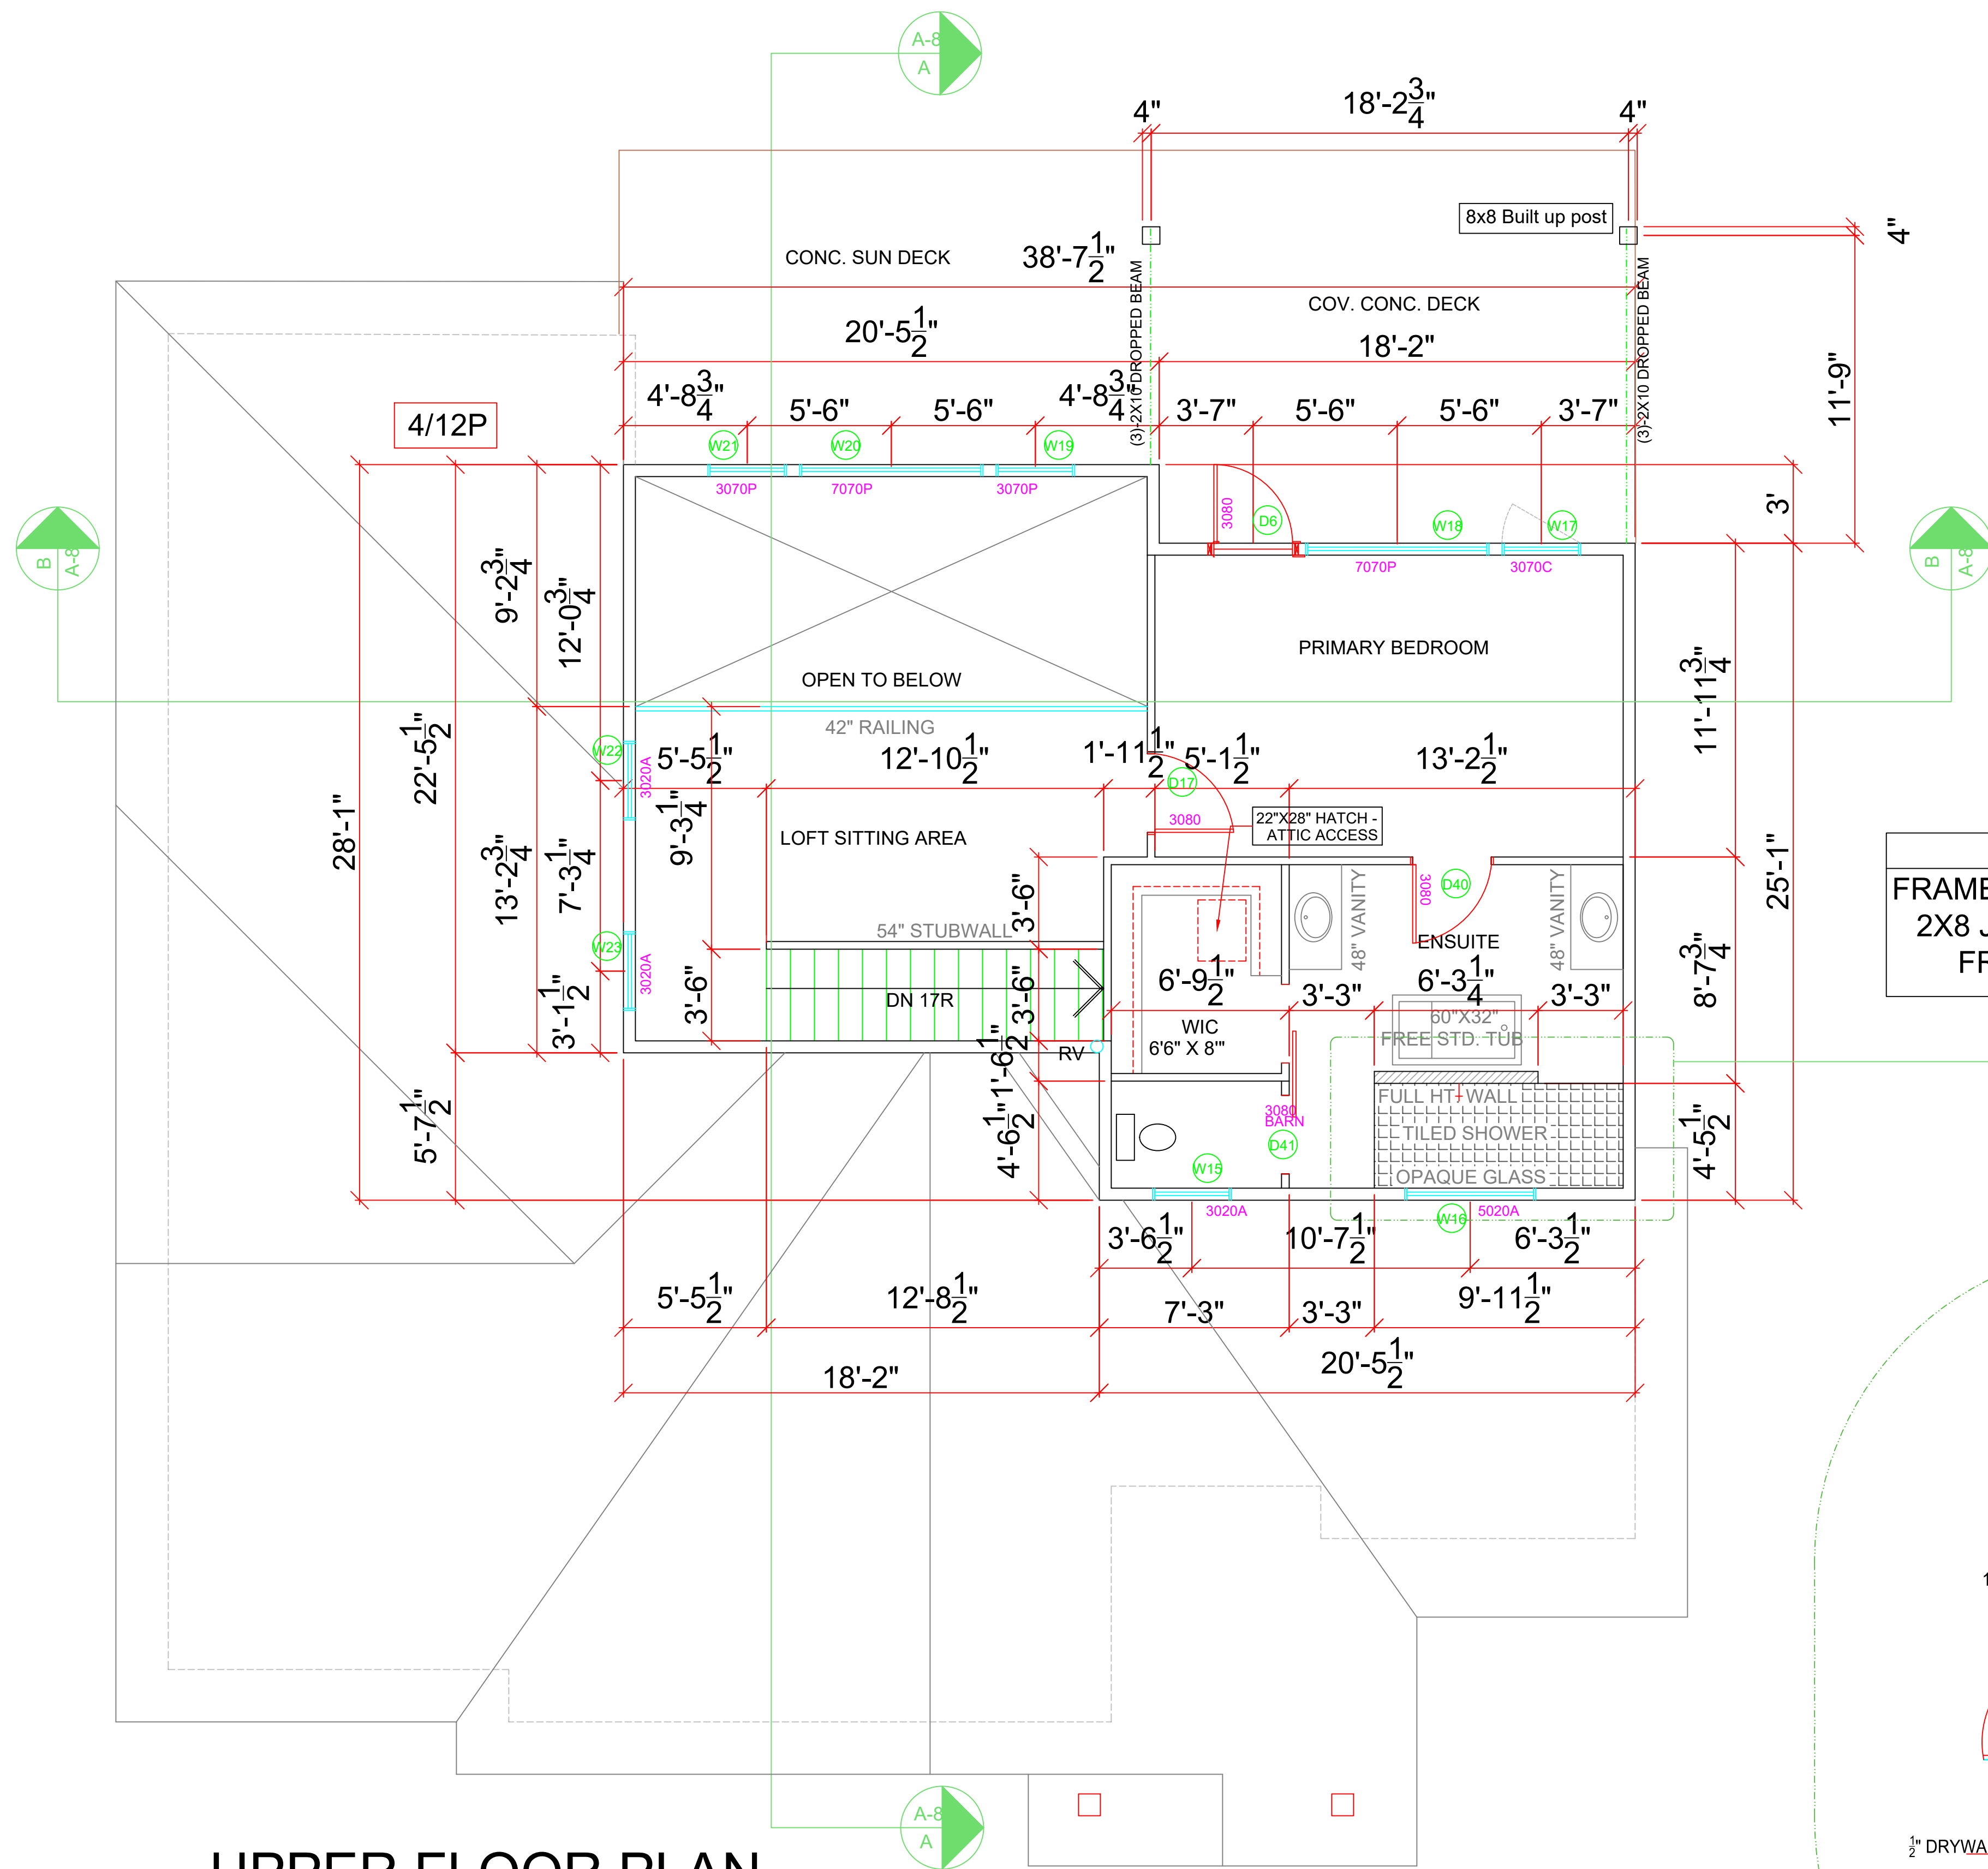 A-8
A
4"
18'-2 3/4"
4"
8x8 Built up post
4"
CONC. SUN DECK
38'-7 1/2"
(3)-2X10 DROPPED BEAM
COV. CONC. DECK
(3)-2X10 DROPPED BEAM
20'-5 1/2"
18'-2"
11'-9"
4'-8 3/4"
5'-6"
5'-6"
4'-8 3/4"
3'-7"
5'-6"
5'-6"
3'-7"
4/12P
W21
W20
W19
3070P
7070P
3070P
3080
D6
W18
W17
3'
B
A-8
B
A-8
7070P
3070C
9'-2 3/4"
12'-0 3/4"
PRIMARY BEDROOM
OPEN TO BELOW
11'-11 3/4"
42" RAILING
22'-5 1/2"
W22
3020A
5'-5 1/2"
12'-10 1/2"
1'-11 1/2"
5'-1 1/2"
13'-2 1/2"
D17
28'-1"
9'-3 1/4"
LOFT SITTING AREA
3080
22"X28" HATCH -
ATTIC ACCESS
25'-1"
13'-2 3/4"
7'-3 1/4"
3'-6"
48" VANITY
3080
D40
48" VANITY
FRAME
2X8 J
FR
54" STUBWALL
W23
3020A
ENSUITE
3'-1 1/2"
3'-6"
DN 17R
3'-6"
6'-9 1/2"
3'-3"
6'-3 1/4"
3'-3"
8'-7 3/4"
60"X32"
FREE STD. TUB
WIC
6'6" X 8'"
RV
1'-6 1/2"
5'-7 1/2"
4'-6 1/2"
3080
BARN
D41
FULL HT. WALL
TILED SHOWER
OPAQUE GLASS
4'-5 1/2"
W15
3020A
W16
5020A
3'-6 1/2"
10'-7 1/2"
6'-3 1/2"
5'-5 1/2"
12'-8 1/2"
7'-3"
3'-3"
9'-11 1/2"
18'-2"
20'-5 1/2"
A-8
A
1/2" DRYWA
UPPER FLOOR PLAN